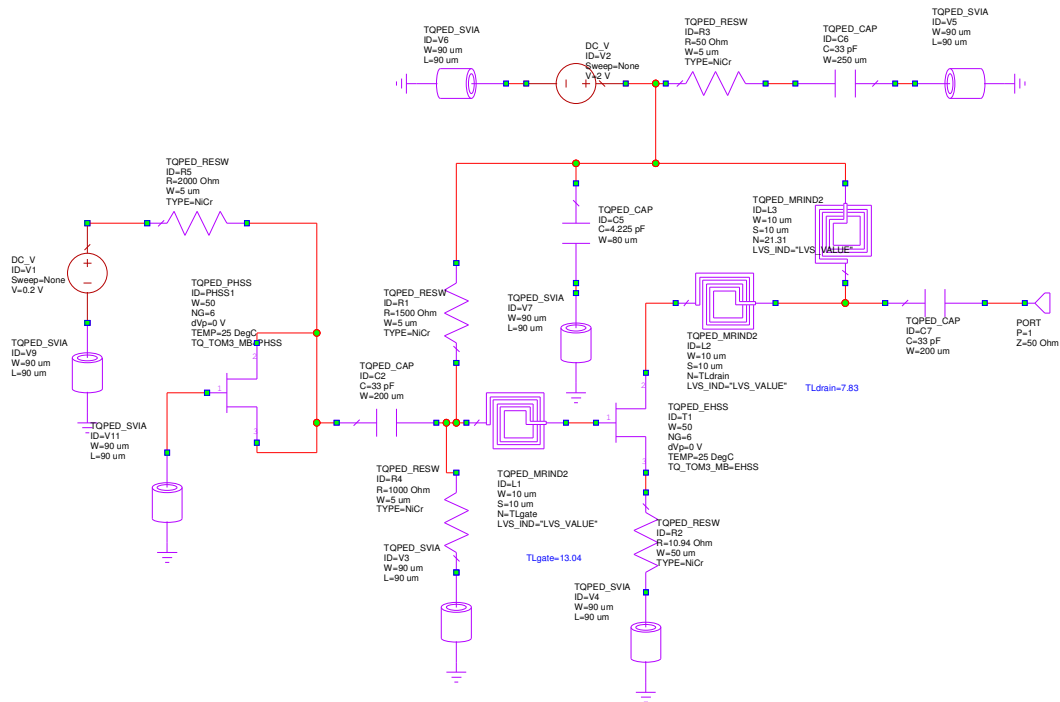 TQPED_SVIA
ID=V6
W=90 um
L=90 um
DC_V
ID=V2
Sweep=None
V=2 V
TQPED_RESW
ID=R3
R=50 Ohm
W=5 um
TYPE=NiCr
TQPED_CAP
ID=C6
C=33 pF
W=250 um
TQPED_SVIA
ID=V5
W=90 um
L=90 um
TQPED_RESW
ID=R5
R=2000 Ohm
W=5 um
TYPE=NiCr
DC_V
ID=V1
Sweep=None
V=0.2 V
TQPED_PHSS
ID=PHSS1
W=50
NG=6
dVp=0 V
TEMP=25 DegC
TQ_TOM3_MB=PHSS
2
1
3
TQPED_SVIA
ID=V9
W=90 um
L=90 um
TQPED_SVIA
ID=V11
W=90 um
L=90 um
TQPED_RESW
ID=R1
R=1500 Ohm
W=5 um
TYPE=NiCr
TQPED_CAP
ID=C2
C=33 pF
W=200 um
TQPED_CAP
ID=C5
C=4.225 pF
W=80 um
TQPED_SVIA
ID=V7
W=90 um
L=90 um
TQPED_MRIND2
ID=L3
W=10 um
S=10 um
N=21.31
LVS_IND="LVS_VALUE"
TQPED_MRIND2
ID=L2
W=10 um
S=10 um
N=TLdrain
LVS_IND="LVS_VALUE"
TLdrain=7.83
TQPED_CAP
ID=C7
C=33 pF
W=200 um
PORT
P=1
Z=50 Ohm
2
1
3
TQPED_EHSS
ID=T1
W=50
NG=6
dVp=0 V
TEMP=25 DegC
TQ_TOM3_MB=EHSS
TQPED_RESW
ID=R4
R=1000 Ohm
W=5 um
TYPE=NiCr
TQPED_MRIND2
ID=L1
W=10 um
S=10 um
N=TLgate
LVS_IND="LVS_VALUE"
TLgate=13.04
TQPED_RESW
ID=R2
R=10.94 Ohm
W=50 um
TYPE=NiCr
TQPED_SVIA
ID=V3
W=90 um
L=90 um
TQPED_SVIA
ID=V4
W=90 um
L=90 um